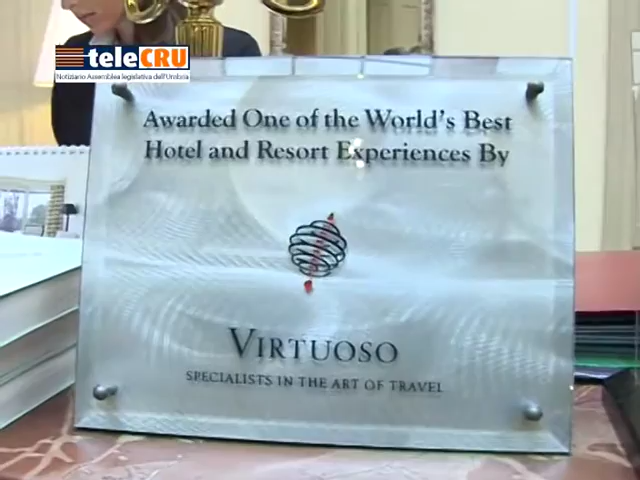 teleCRU
Notiziario Assemblea legislativa dell'Umbria
Awarded One of the World's Best
Hotel and Resort Experiences By
VIRTUOSO
SPECIALISTS IN THE ART OF TRAVEL